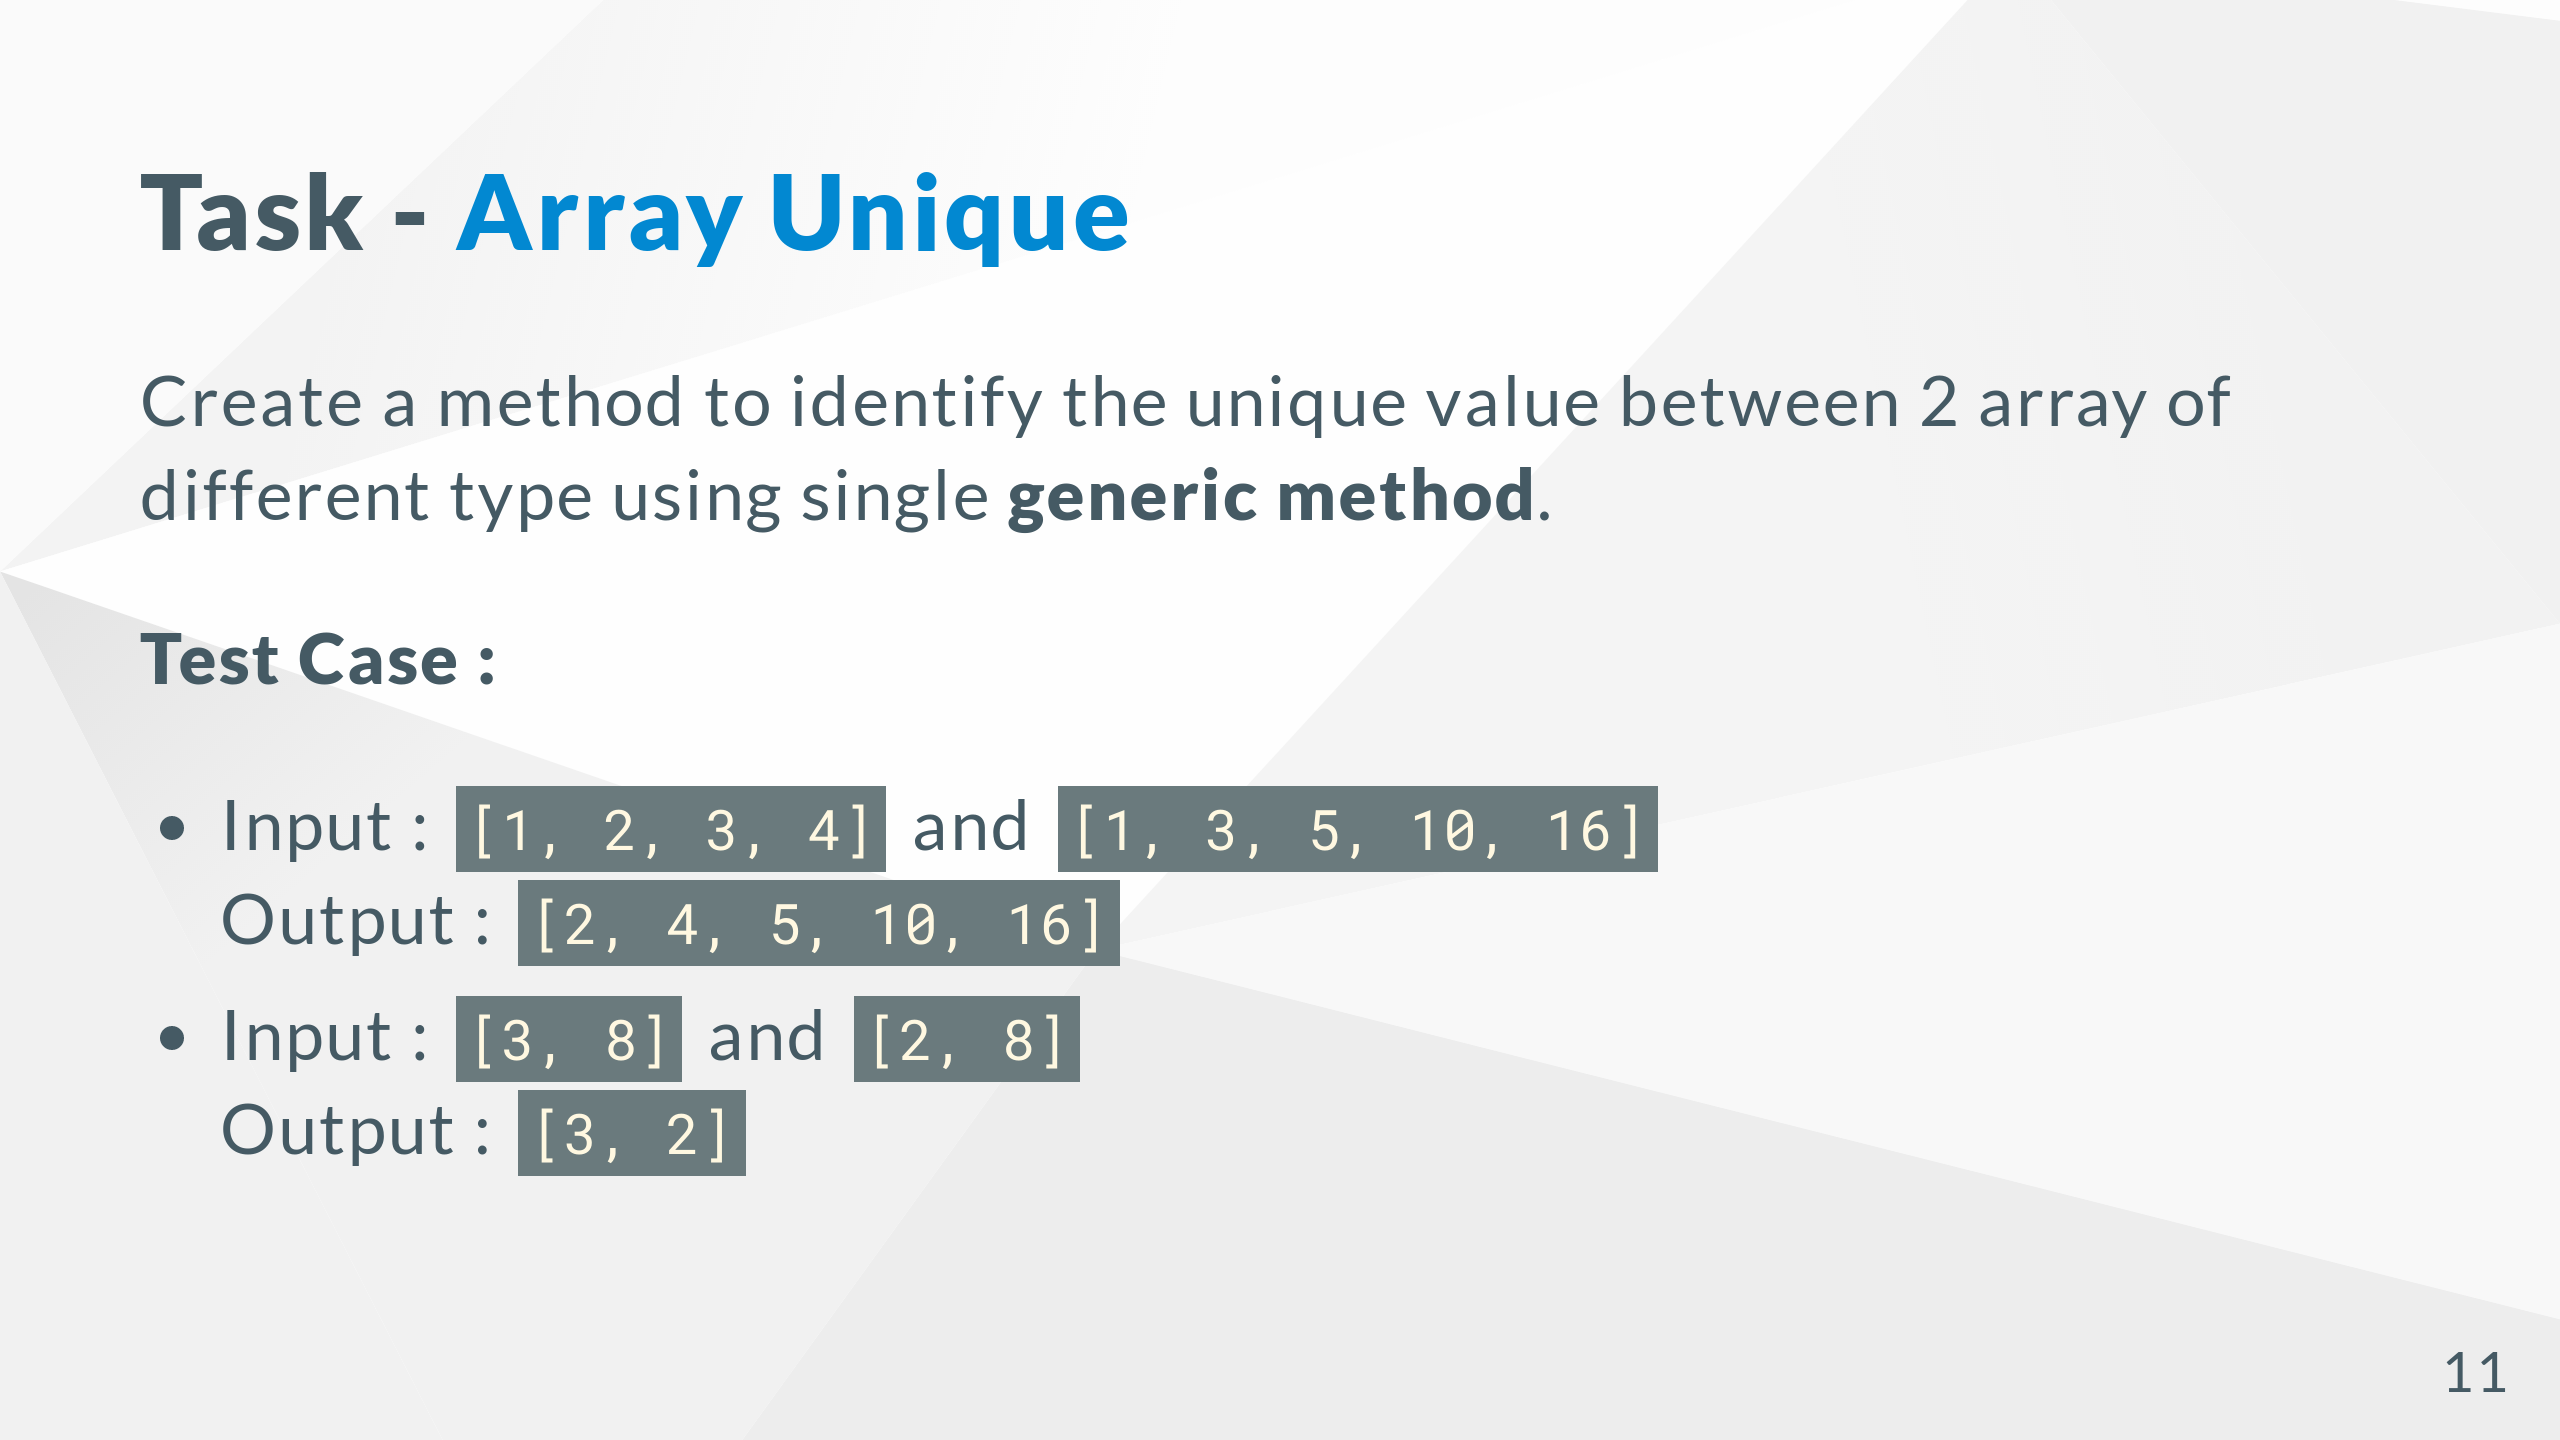 Task - Array Unique
Create a method to identify the unique value between 2 array of
different type using single generic method.
Test Case :
• Input : [1, 2, 3, 4] and [1, 3, 5, 10, 16]
Output : [2, 4, 5, 10, 16]
• Input : [3, 8] and [2, 8]
Output : [3, 2]
11